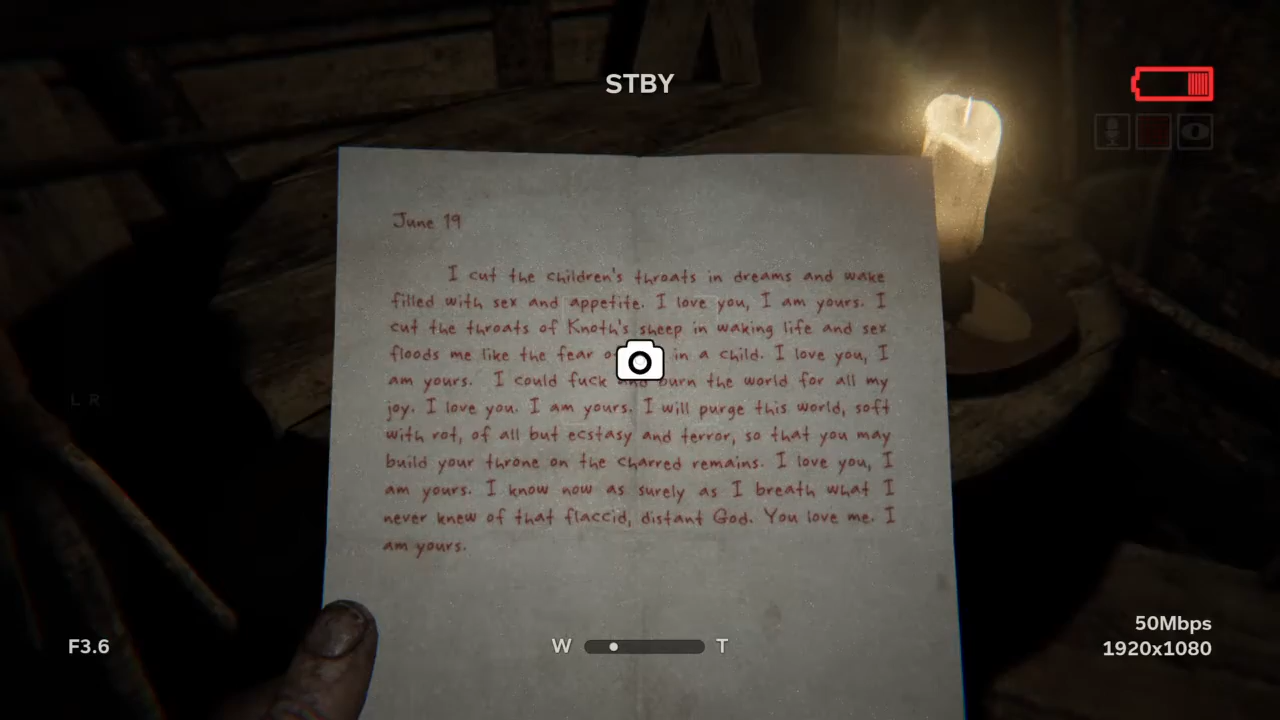 STBY
June 19
I cut the children's throats in dreams and wake
filled with sex and appetite. I love you, I am yours. I
cut the throats of Knoth's sheep in waking life and sex
floods me like the fear in a child. I love you, I
am yours. I could fuck and burn the world for all my
joy. I love you. I am yours. I will purge this world, soft
with rot, of all but ecstasy and terror, so that you may
build your throne on the charred remains. I love you, I
am yours. I know now as surely as I breath what I
never knew of that flaccid, distant God. You love me. I
am yours.
L R
F3.6
W T
50Mbps
1920x1080